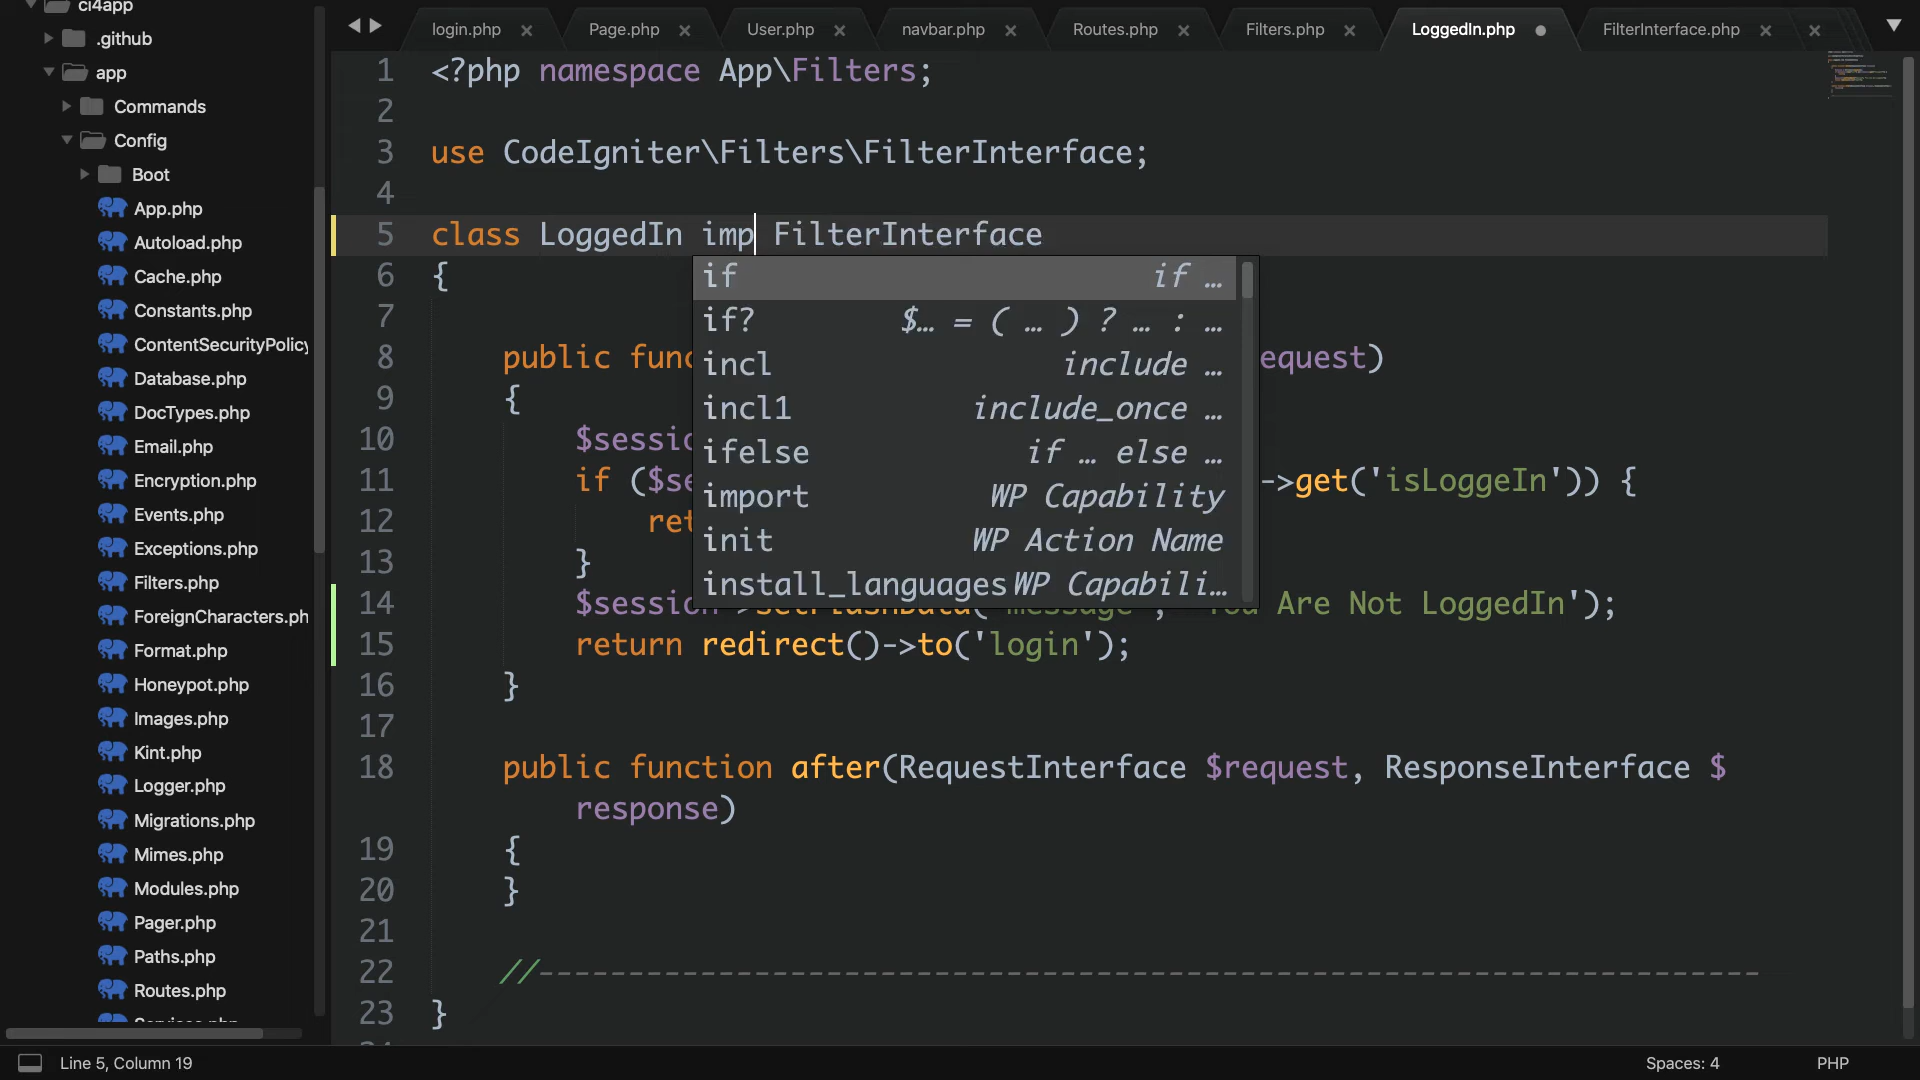 ci4app
.github
app
Commands
Config
Boot
App.php
Autoload.php
Cache.php
Constants.php
ContentSecurityPolicy
Database.php
DocTypes.php
Email.php
Encryption.php
Events.php
Exceptions.php
Filters.php
ForeignCharacters.ph
Format.php
Honeypot.php
Images.php
Kint.php
Logger.php
Migrations.php
Mimes.php
Modules.php
Pager.php
Paths.php
Routes.php
login.php
Page.php
User.php
navbar.php
Routes.php
Filters.php
LoggedIn.php
FilterInterface.php
1 <?php namespace App\Filters;
2
3 use CodeIgniter\Filters\FilterInterface;
4
5 class LoggedIn imp FilterInterface
6 {
7
8 public func equest)
9 {
10 $sessio
11 if ($se ->get('isLoggeIn')) {
12 ret
13 }
14 $session Are Not LoggedIn');
15 return redirect()->to('login');
16 }
17
18 public function after(RequestInterface $request, ResponseInterface $
response)
19 {
20 }
21
22 //--------------------------------------------------------------------
23 }
if if …
if? $… = ( … ) ? … : …
incl include …
incl1 include_once …
ifelse if … else …
import WP Capability
init WP Action Name
install_languages WP Capabili…
Line 5, Column 19
Spaces: 4
PHP